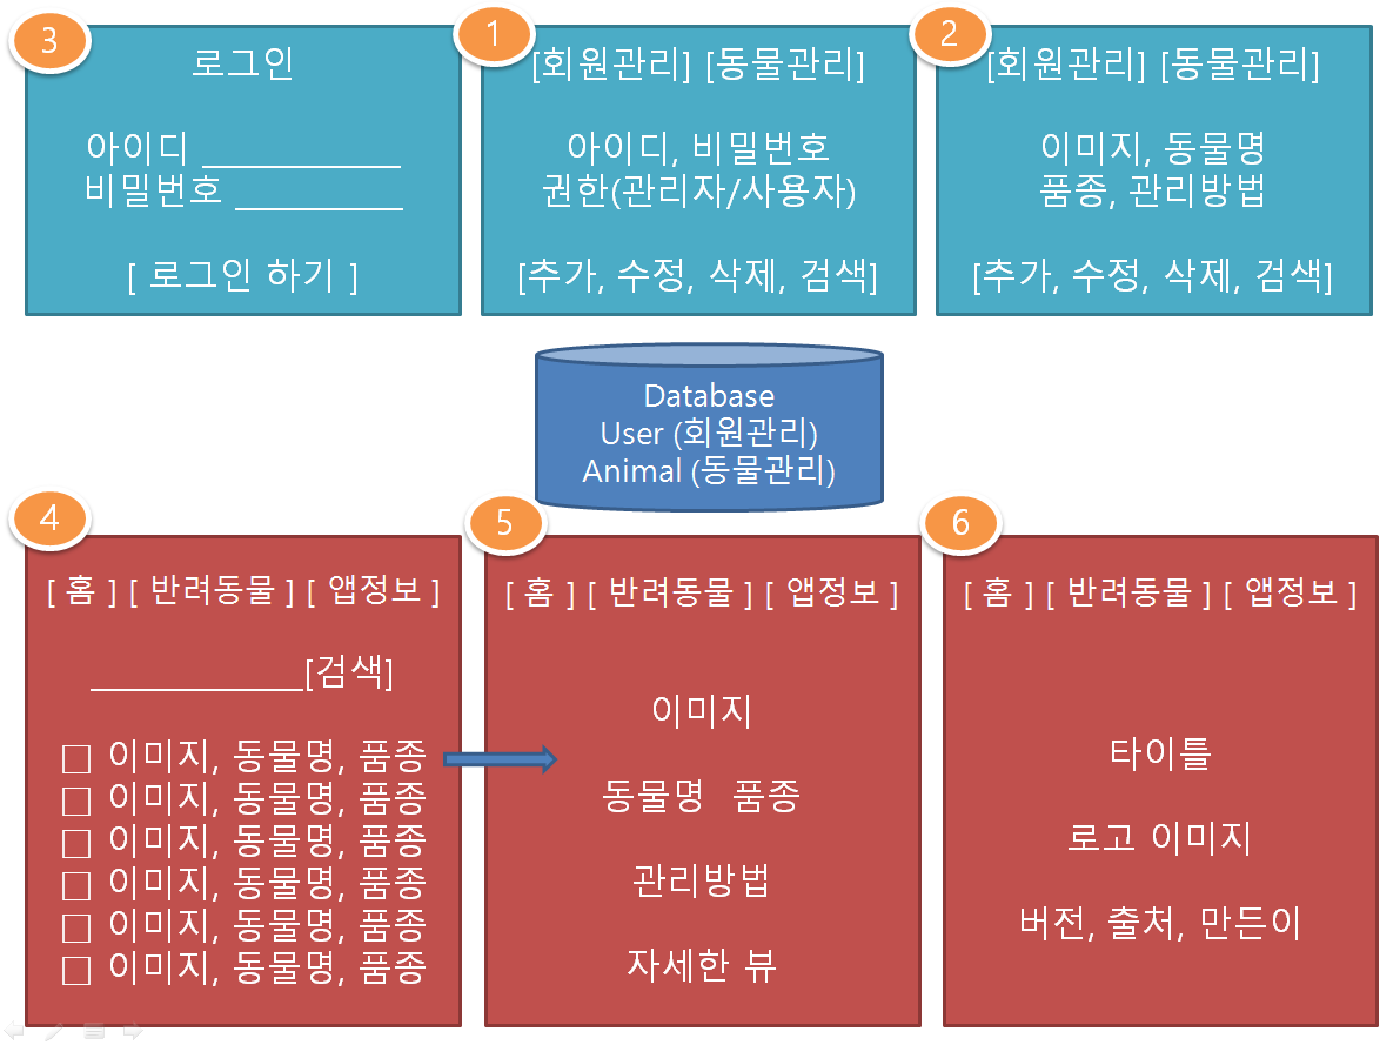 3
로그인
아이디 ____________
비밀번호 __________
[ 로그인 하기 ]
1
[회원관리] [동물관리]
아이디, 비밀번호
권한(관리자/사용자)
[추가, 수정, 삭제, 검색]
2
[회원관리] [동물관리]
이미지, 동물명
품종, 관리방법
[추가, 수정, 삭제, 검색]
Database
User (회원관리)
Animal (동물관리)
4
[ 홈 ] [ 반려동물 ] [ 앱정보 ]
_____________[검색]
□ 이미지, 동물명, 품종
□ 이미지, 동물명, 품종
□ 이미지, 동물명, 품종
□ 이미지, 동물명, 품종
□ 이미지, 동물명, 품종
□ 이미지, 동물명, 품종
5
[ 홈 ] [ 반려동물 ] [ 앱정보 ]
이미지
동물명 품종
관리방법
자세한 뷰
6
[ 홈 ] [ 반려동물 ] [ 앱정보 ]
타이틀
로고 이미지
버전, 출처, 만든이